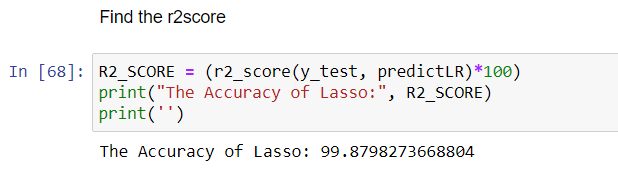 Find the r2score
In [68]: R2_SCORE = (r2_score(y_test, predictLR)*100)
print("The Accuracy of Lasso:", R2_SCORE)
print('')
The Accuracy of Lasso: 99.8798273668804